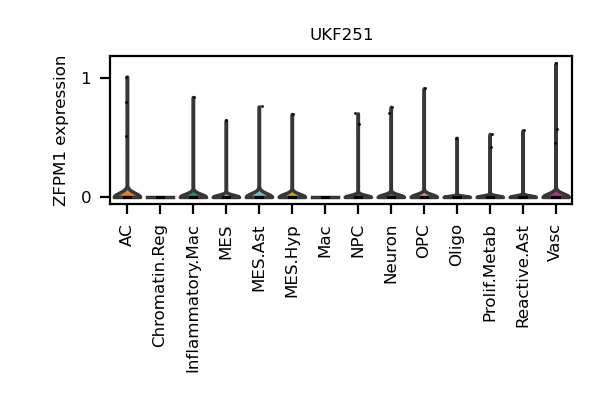 UKF251
ZFPM1 expression
1
0
AC
Chromatin.Reg
Inflammatory.Mac
MES
MES.Ast
MES.Hyp
Mac
NPC
Neuron
OPC
Oligo
Prolif.Metab
Reactive.Ast
Vasc